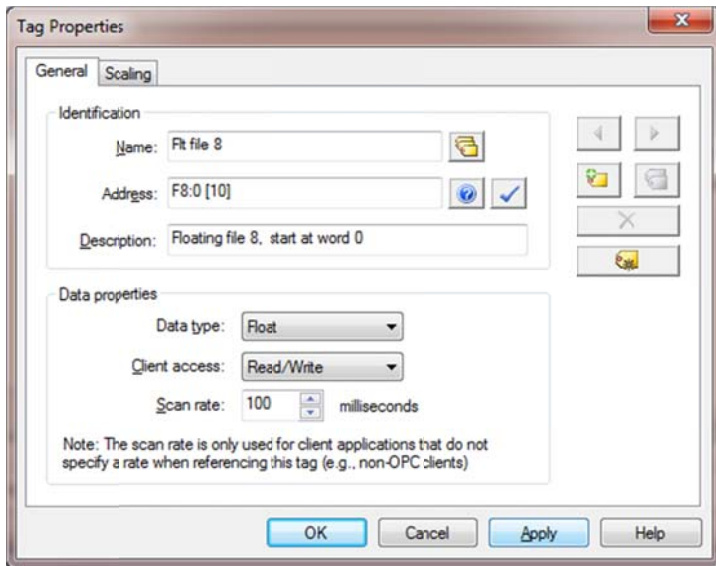 Tag Properties
General
Scaling
Identification
Name:
Flt file 8
Address:
F8:0 [10]
Description:
Floating file 8, start at word 0
Data properties
Data type:
Float
Client access:
Read/Write
Scan rate:
100
milliseconds
Note: The scan rate is only used for client applications that do not
specify a rate when referencing this tag (e.g., non-OPC clients)
OK
Cancel
Apply
Help